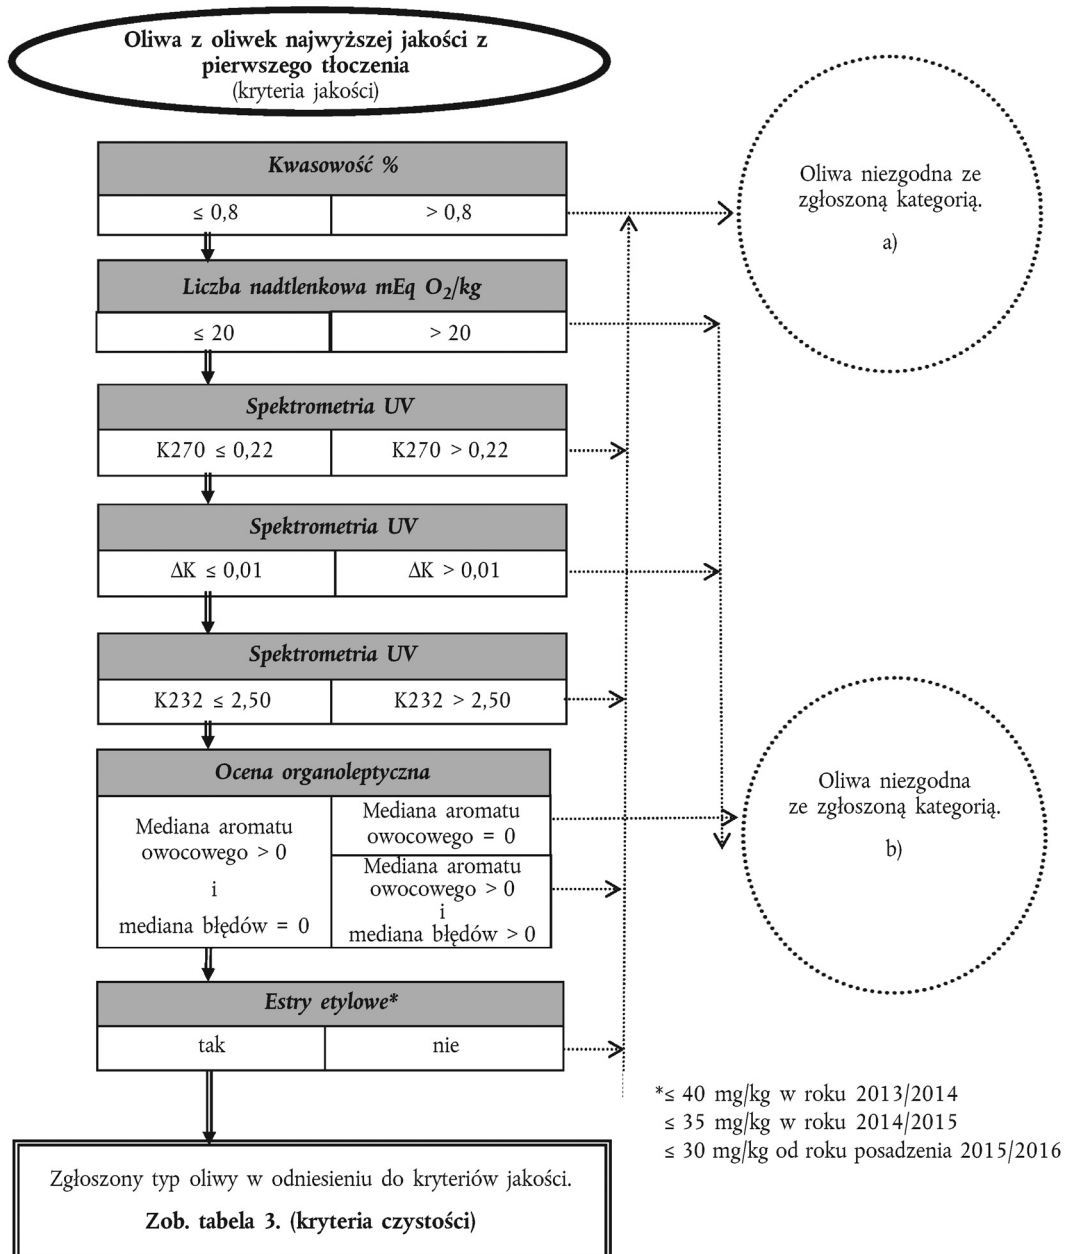 Oliwa z oliwek najwyższej jakości z
pierwszego tłoczenia
(kryteria jakości)
Kwasowość %
≤ 0,8
> 0,8
Oliwa niezgodna ze
zgłoszoną kategorią.
a)
Liczba nadtlenkowa mEq O₂/kg
≤ 20
> 20
Spektrometria UV
K270 ≤ 0,22
K270 > 0,22
Spektrometria UV
ΔK ≤ 0,01
ΔK > 0,01
Spektrometria UV
K232 ≤ 2,50
K232 > 2,50
Ocena organoleptyczna
Mediana aromatu
owocowego > 0
i
mediana błędów = 0
Mediana aromatu
owocowego = 0
Mediana aromatu
owocowego > 0
i
mediana błędów > 0
Oliwa niezgodna
ze zgłoszoną kategorią.
b)
Estry etylowe*
tak
nie
*≤ 40 mg/kg w roku 2013/2014
≤ 35 mg/kg w roku 2014/2015
≤ 30 mg/kg od roku posadzenia 2015/2016
Zgłoszony typ oliwy w odniesieniu do kryteriów jakości.
Zob. tabela 3. (kryteria czystości)